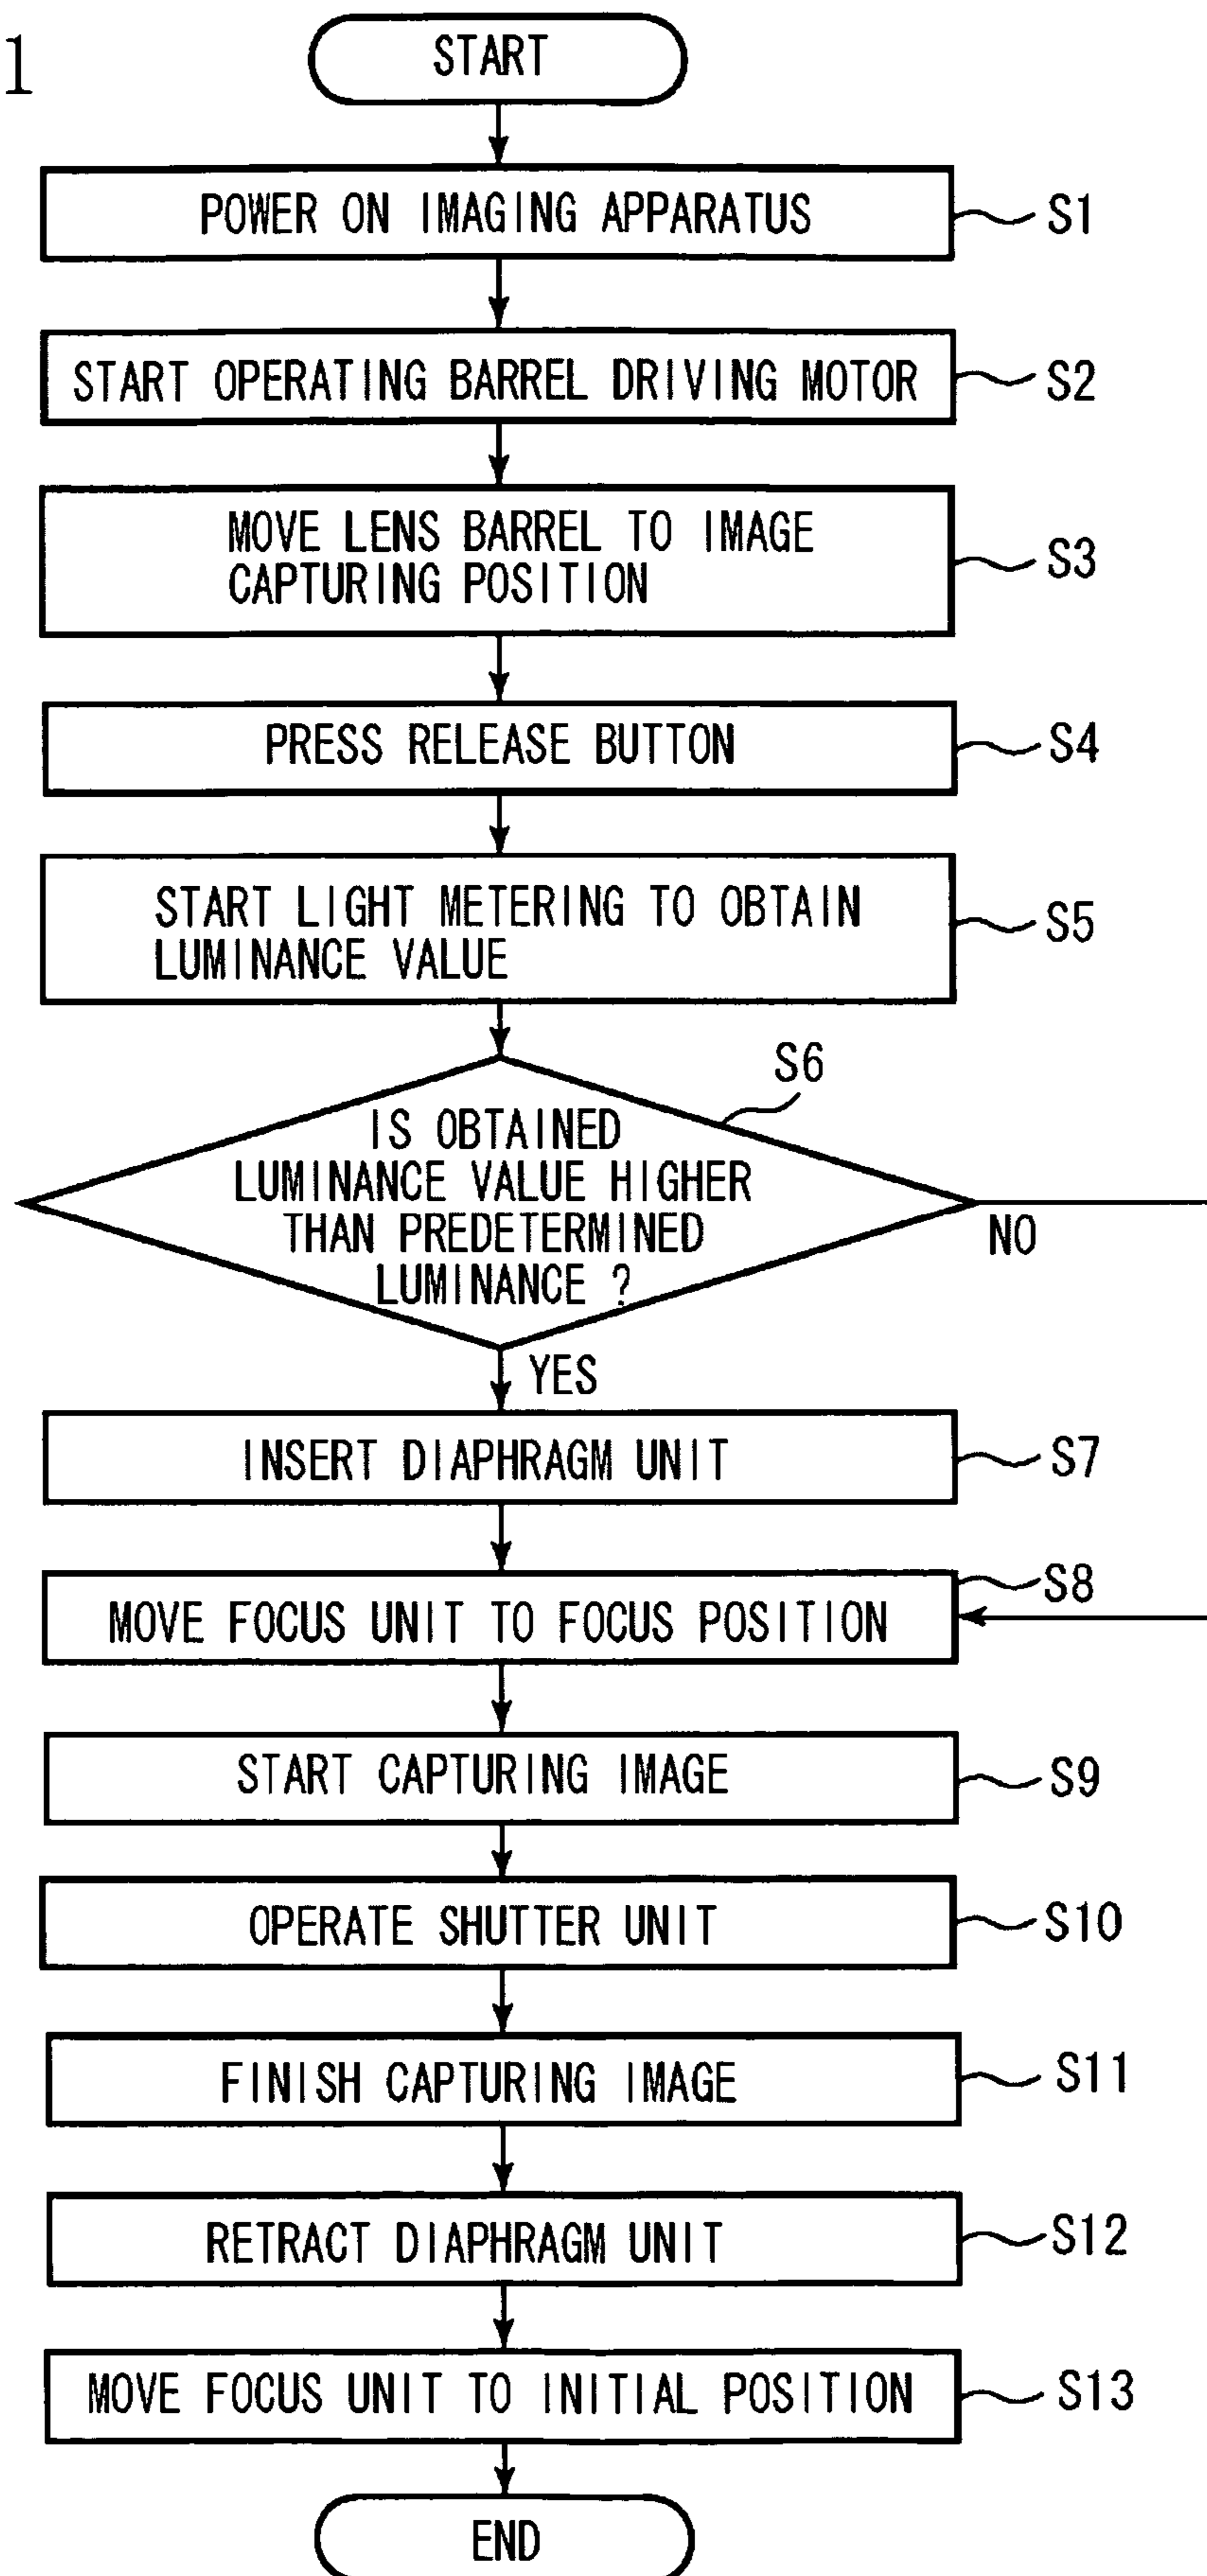 1
START
POWER ON IMAGING APPARATUS
S1
START OPERATING BARREL DRIVING MOTOR
S2
MOVE LENS BARREL TO IMAGE
CAPTURING POSITION
S3
PRESS RELEASE BUTTON
S4
START LIGHT METERING TO OBTAIN
LUMINANCE VALUE
S5
S6
IS OBTAINED
LUMINANCE VALUE HIGHER
THAN PREDETERMINED
LUMINANCE ?
NO
YES
INSERT DIAPHRAGM UNIT
S7
MOVE FOCUS UNIT TO FOCUS POSITION
S8
START CAPTURING IMAGE
S9
OPERATE SHUTTER UNIT
S10
FINISH CAPTURING IMAGE
S11
RETRACT DIAPHRAGM UNIT
S12
MOVE FOCUS UNIT TO INITIAL POSITION
S13
END